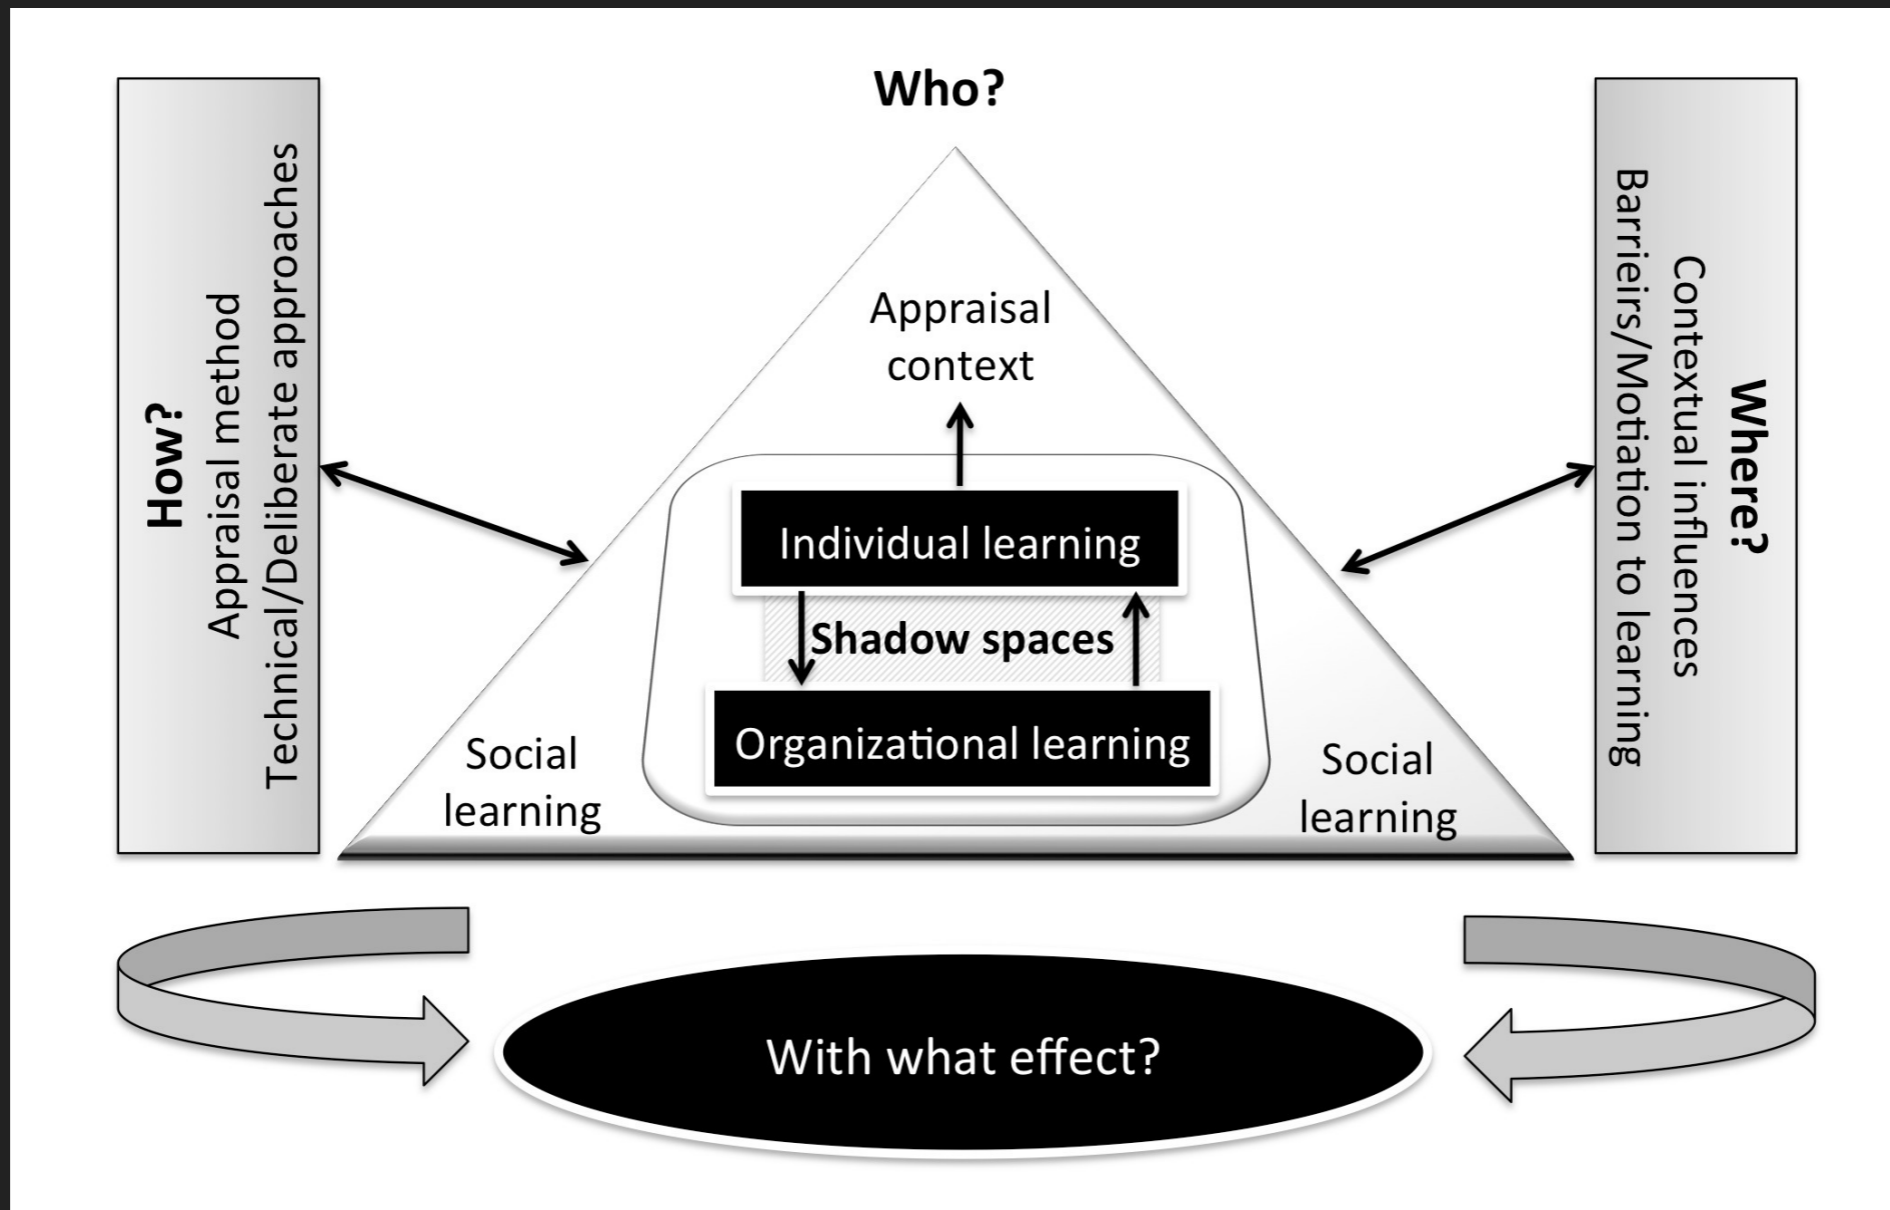 Who?
How?
Appraisal method
Technical/Deliberate approaches
Appraisal
context
Individual learning
Shadow spaces
Organizational learning
Social
learning
Social
learning
Where?
Contextual influences
Barrieirs/Motiation to learning
With what effect?